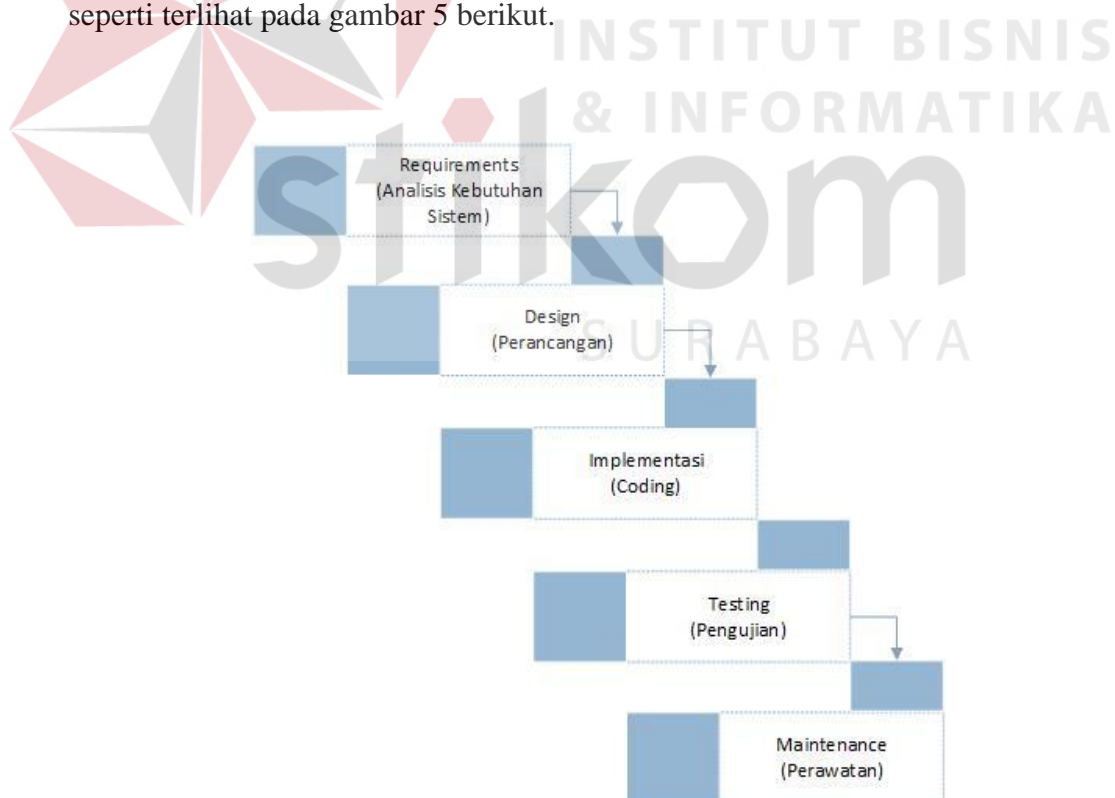 seperti terlihat pada gambar 5 berikut.
INSTITUT BISNIS
& INFORMATIKA
stikom
SURABAYA
Requirements
(Analisis Kebutuhan
Sistem)
Design
(Perancangan)
Implementasi
(Coding)
Testing
(Pengujian)
Maintenance
(Perawatan)